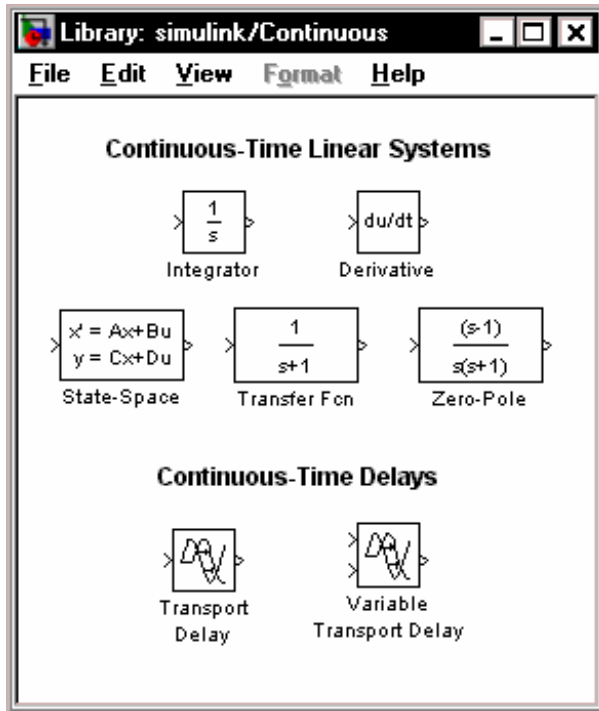 Library: simulink/Continuous
File Edit View Format Help
Continuous-Time Linear Systems
1
s
Integrator
du/dt
Derivative
x' = Ax+Bu
y = Cx+Du
State-Space
1
s+1
Transfer Fcn
(s-1)
s(s+1)
Zero-Pole
Continuous-Time Delays
Transport
Delay
Variable
Transport Delay